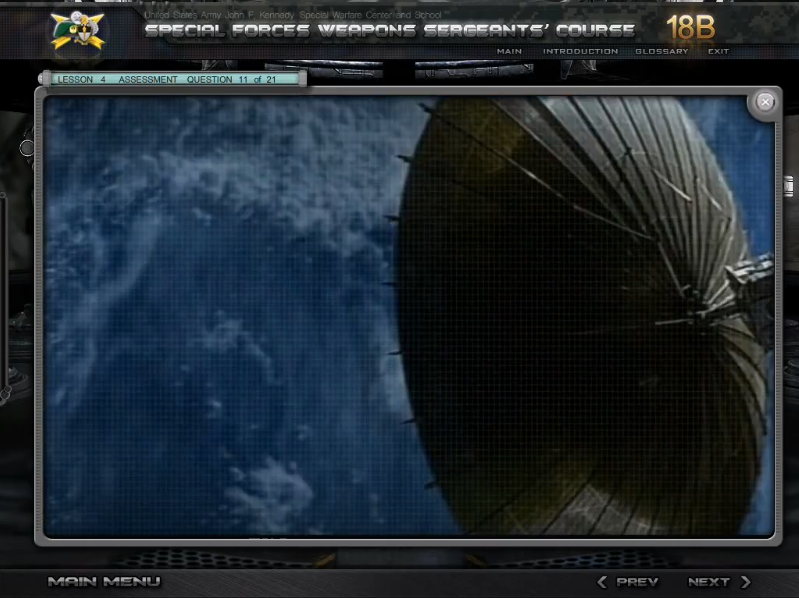 United States Army John F. Kennedy Special Warfare Center and School
SPECIAL FORCES WEAPONS SERGEANTS' COURSE
18B
MAIN INTRODUCTION GLOSSARY EXIT
LESSON 4 ASSESSMENT QUESTION 11 of 21
MAIN MENU
PREV NEXT